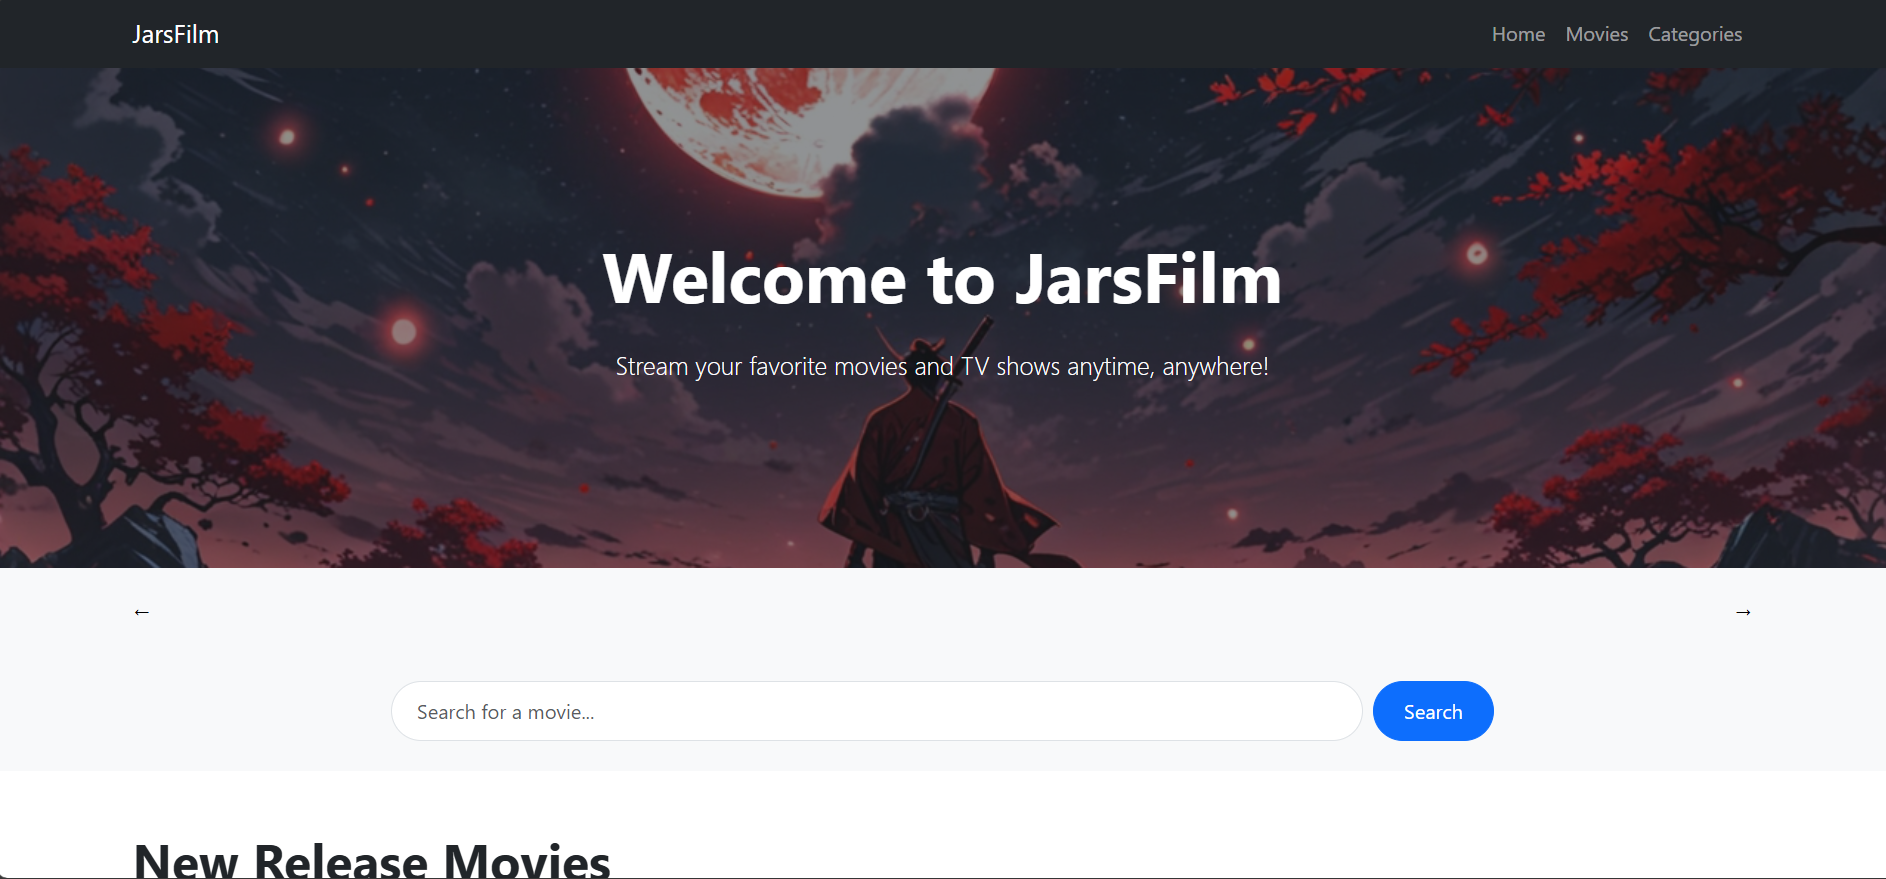 JarsFilm
Home Movies Categories
Welcome to JarsFilm
Stream your favorite movies and TV shows anytime, anywhere!
← →
Search for a movie...
Search
New Release Movies